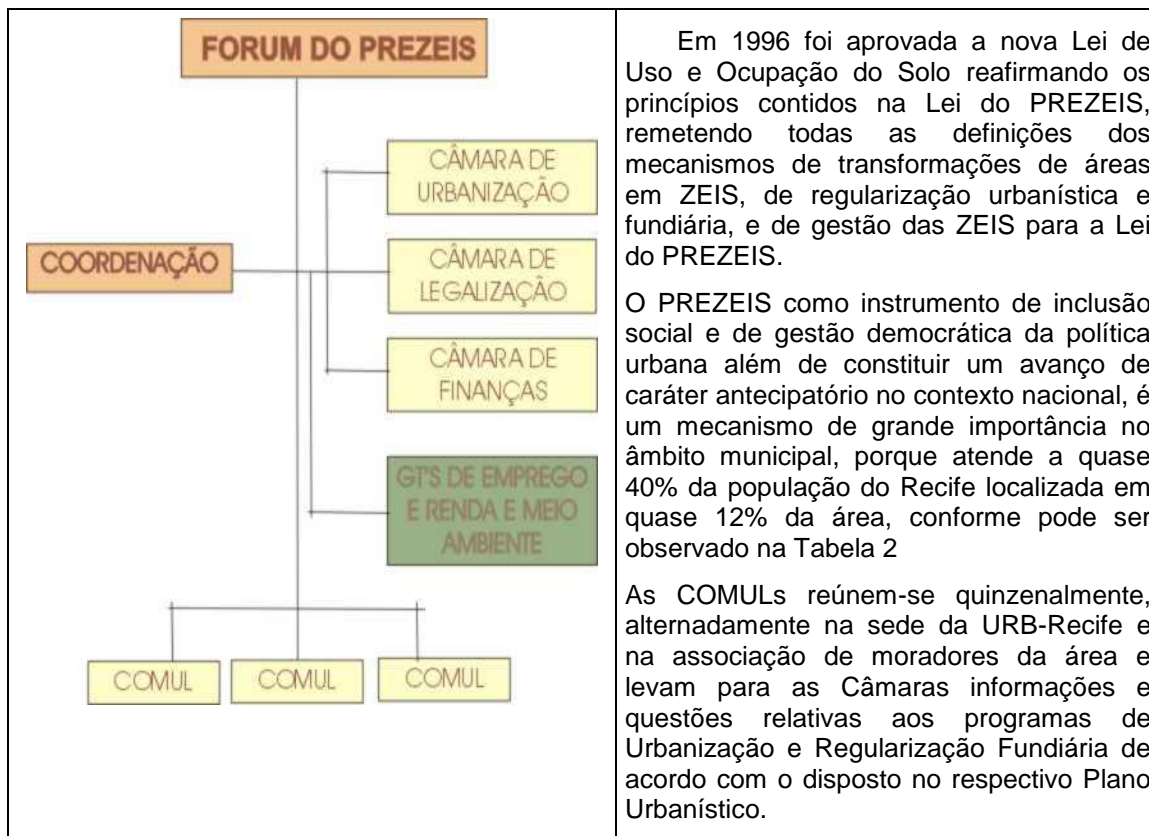 FORUM DO PREZEIS
CÂMARA DE
URBANIZAÇÃO
COORDENAÇÃO
CÂMARA DE
LEGALIZAÇÃO
CÂMARA DE
FINANÇAS
GT'S DE EMPREGO
E RENDA E MEIO
AMBIENTE
COMUL
COMUL
COMUL
Em 1996 foi aprovada a nova Lei de
Uso e Ocupação do Solo reafirmando os
princípios contidos na Lei do PREZEIS,
remetendo todas as definições dos
mecanismos de transformações de áreas
em ZEIS, de regularização urbanística e
fundiária, e de gestão das ZEIS para a Lei
do PREZEIS.
O PREZEIS como instrumento de inclusão
social e de gestão democrática da política
urbana além de constituir um avanço de
caráter antecipatório no contexto nacional, é
um mecanismo de grande importância no
âmbito municipal, porque atende a quase
40% da população do Recife localizada em
quase 12% da área, conforme pode ser
observado na Tabela 2
As COMULs reúnem-se quinzenalmente,
alternadamente na sede da URB-Recife e
na associação de moradores da área e
levam para as Câmaras informações e
questões relativas aos programas de
Urbanização e Regularização Fundiária de
acordo com o disposto no respectivo Plano
Urbanístico.